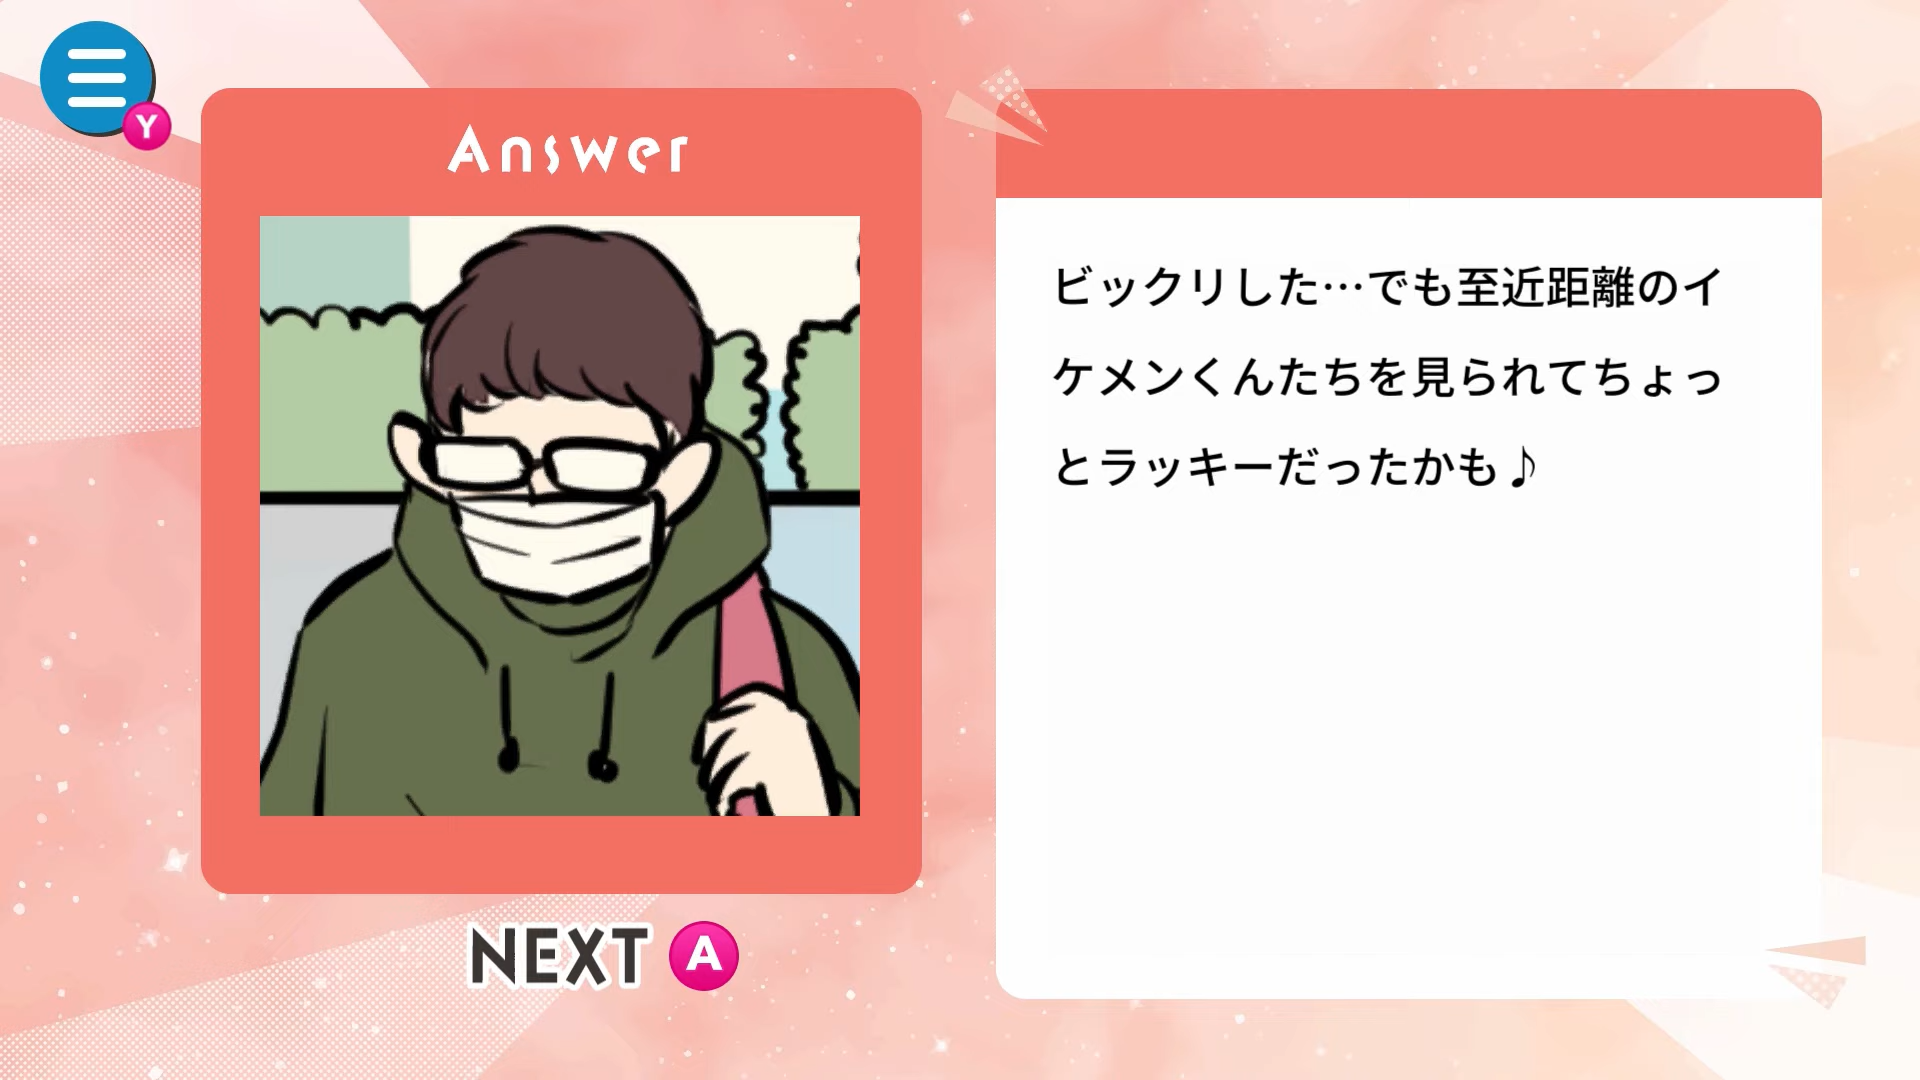 Y
Answer
ビックリした…でも至近距離のイ
ケメンくんたちを見られてちょっ
とラッキーだったかも♪
NEXT A